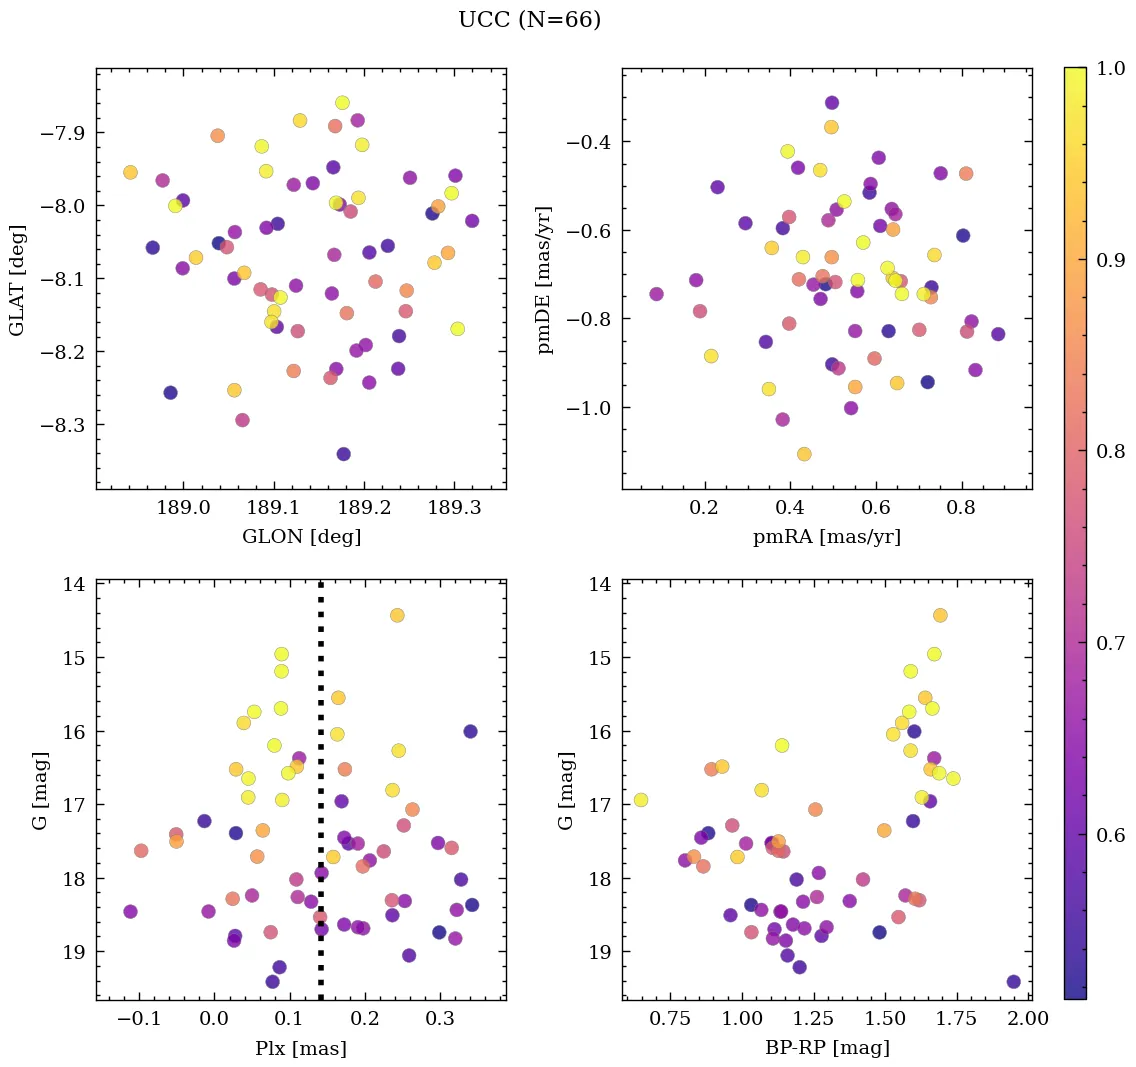 UCC (N=66)
−7.9
−8.0
−8.1
−8.2
−8.3
GLAT [deg]
189.0 189.1 189.2 189.3
GLON [deg]
−0.4
−0.6
−0.8
−1.0
pmDE [mas/yr]
0.2 0.4 0.6 0.8
pmRA [mas/yr]
14
15
16
17
18
19
G [mag]
−0.1 0.0 0.1 0.2 0.3
Plx [mas]
14
15
16
17
18
19
G [mag]
0.75 1.00 1.25 1.50 1.75 2.00
BP-RP [mag]
1.0
0.9
0.8
0.7
0.6